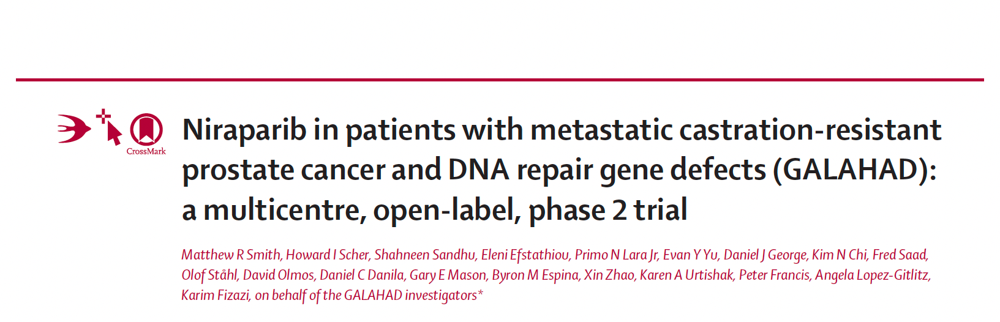 CrossMark
Niraparib in patients with metastatic castration-resistant
prostate cancer and DNA repair gene defects (GALAHAD):
a multicentre, open-label, phase 2 trial
Matthew R Smith, Howard I Scher, Shahneen Sandhu, Eleni Efstathiou, Primo N Lara Jr, Evan Y Yu, Daniel J George, Kim N Chi, Fred Saad,
Olof Ståhl, David Olmos, Daniel C Danila, Gary E Mason, Byron M Espina, Xin Zhao, Karen A Urtishak, Peter Francis, Angela Lopez-Gitlitz,
Karim Fizazi, on behalf of the GALAHAD investigators*